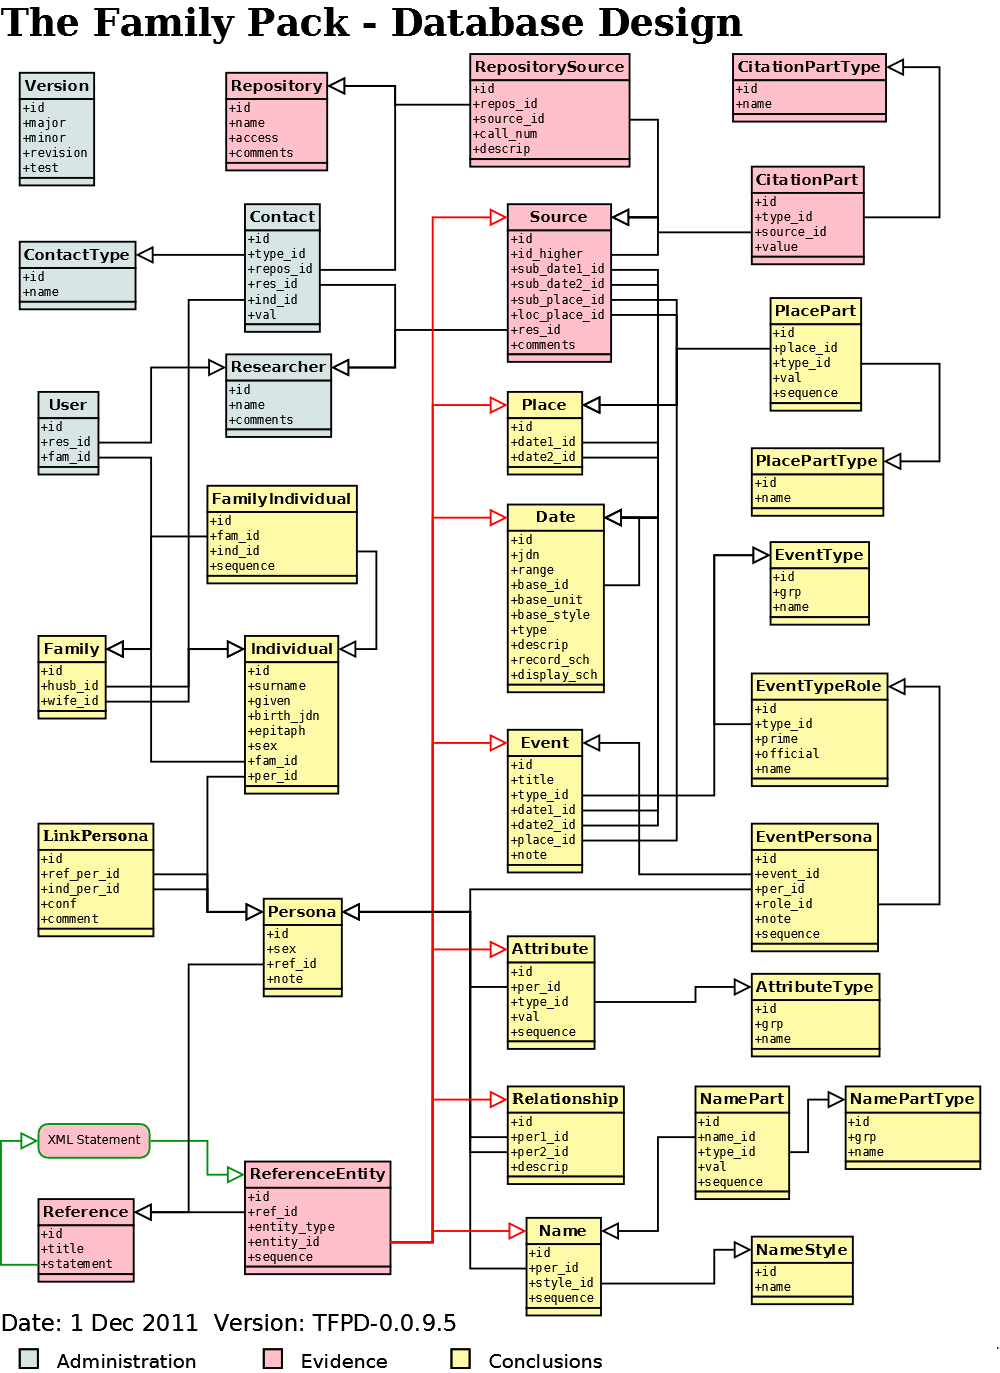 The Family Pack - Database Design
Version
+id
+major
+minor
+revision
+test
Repository
+id
+name
+access
+comments
RepositorySource
+id
+repos_id
+source_id
+call_num
+descrip
CitationPartType
+id
+name
Contact
+id
+type_id
+repos_id
+res_id
+ind_id
+val
ContactType
+id
+name
Source
+id
+id_higher
+sub_date1_id
+sub_date2_id
+sub_place_id
+loc_place_id
+res_id
+comments
CitationPart
+id
+type_id
+source_id
+value
Researcher
+id
+name
+comments
PlacePart
+id
+place_id
+type_id
+val
+sequence
User
+id
+res_id
+fam_id
Place
+id
+date1_id
+date2_id
PlacePartType
+id
+name
FamilyIndividual
+id
+fam_id
+ind_id
+sequence
Date
+id
+jdn
+range
+base_id
+base_unit
+base_style
+type
+descrip
+record_sch
+display_sch
EventType
+id
+grp
+name
Family
+id
+husb_id
+wife_id
Individual
+id
+surname
+given
+birth_jdn
+epitaph
+sex
+fam_id
+per_id
EventTypeRole
+id
+type_id
+prime
+official
+name
Event
+id
+title
+type_id
+date1_id
+date2_id
+place_id
+note
LinkPersona
+id
+ref_per_id
+ind_per_id
+conf
+comment
EventPersona
+id
+event_id
+per_id
+role_id
+note
+sequence
Persona
+id
+sex
+ref_id
+note
Attribute
+id
+per_id
+type_id
+val
+sequence
AttributeType
+id
+grp
+name
Relationship
+id
+per1_id
+per2_id
+descrip
NamePart
+id
+name_id
+type_id
+val
+sequence
NamePartType
+id
+grp
+name
XML Statement
ReferenceEntity
+id
+ref_id
+entity_type
+entity_id
+sequence
Reference
+id
+title
+statement
Name
+id
+per_id
+style_id
+sequence
NameStyle
+id
+name
Date: 1 Dec 2011 Version: TFPD-0.0.9.5
Administration
Evidence
Conclusions